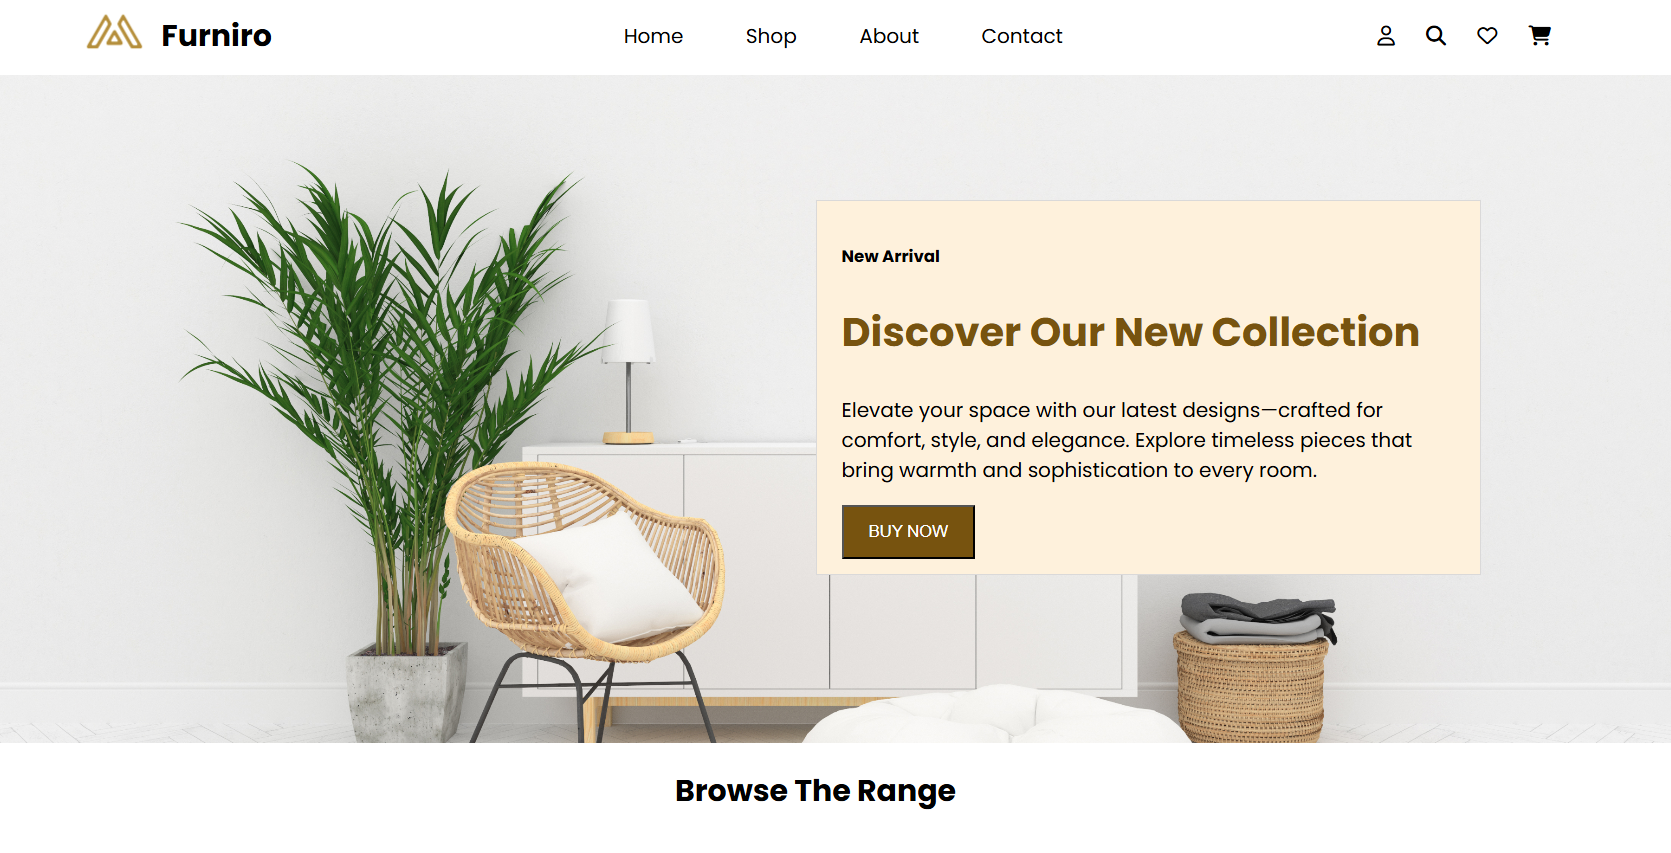 Furniro
Home Shop About Contact
New Arrival
Discover Our New Collection
Elevate your space with our latest designs—crafted for
comfort, style, and elegance. Explore timeless pieces that
bring warmth and sophistication to every room.
BUY NOW
Browse The Range